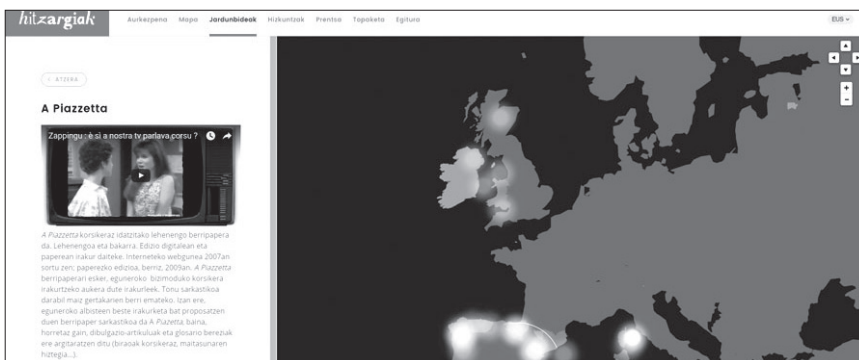 hitzargiak
Aurkezpena Mapa Jardunbideak Hizkuntzak Prentsa Topaketa Egitura
EUS
ATZERA
A Piazzetta
Zappingu : è sì a nostra tv parlava corsu ?
A Piazzetta korsikeraz idatzitako lehenengo berripapera
da. Lehenengoa eta bakarra. Edizio digitalean eta
paperean irakur daiteke. Interneteko webgunea 2007an
sortu zen; paperezko edizioa, berriz, 2009an. A Piazzetta
berripaperari esker, eguneroko bizimoduko korsikera
irakurtzeko aukera dute irakurleek. Tonu sarkastikoa
darabil maiz gertakarien berri emateko. Izan ere,
eguneroko albisteen beste irakurketa bat proposatzen
duen berripaper sarkastikoa da A Piazzetta, baina,
horretaz gain, dibulgazio-artikuluak eta glosario bereziak
ere argitaratzen ditu (biraoak korsikeraz, maitasunaren
hiztegia...).